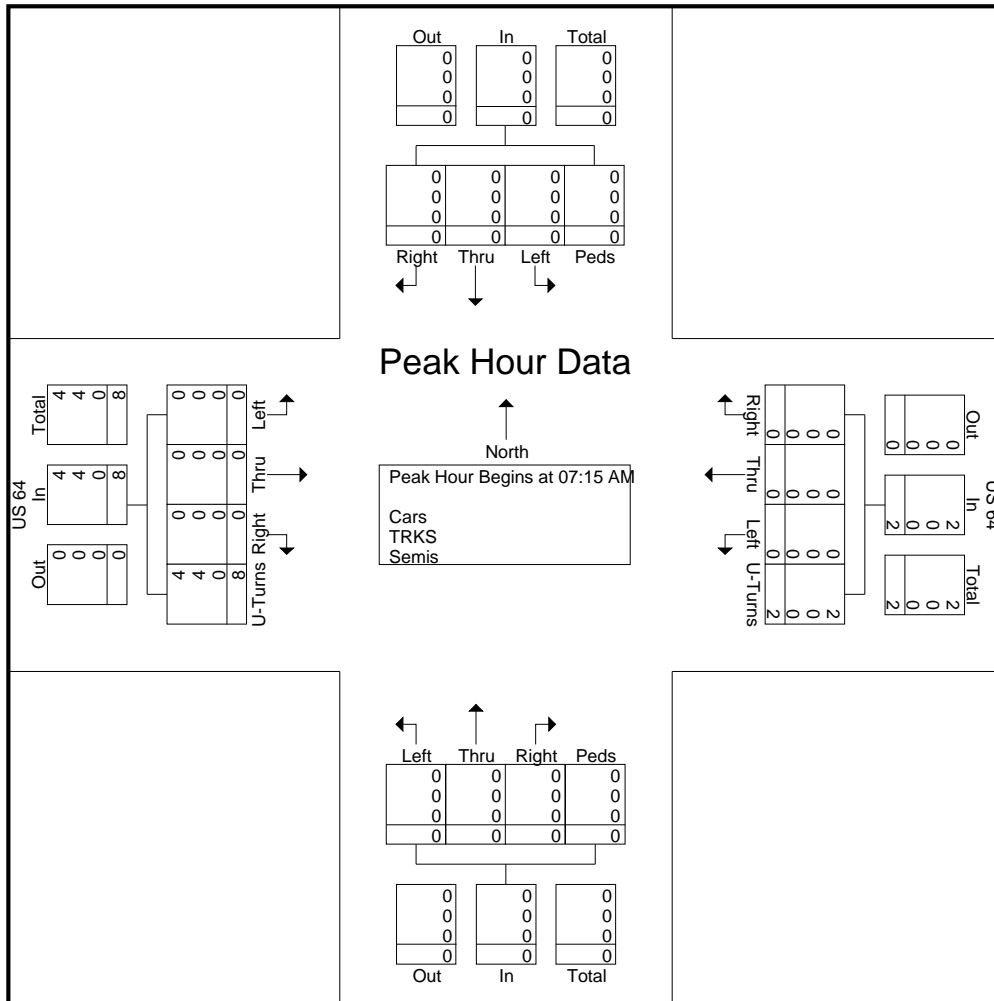 Out In Total
0 0 0
0 0 0
0 0 0
0 0 0
0 0 0 0
0 0 0 0
0 0 0 0
0 0 0 0
Right Thru Left Peds
Peak Hour Data
US 64
Total
4 4 0 8
In
4 4 0 8
Out
0 0 0 0
0 0 0 0
Left
0 0 0 0
Thru
0 0 0 0
Right
4 4 0 8
U-Turns
North
Peak Hour Begins at 07:15 AM
Cars
TRKS
Semis
Right
0 0 0 0
Thru
0 0 0 0
Left
0 0 0 0
U-Turns
2 0 0 2
Out
0 0 0 0
In
2 0 0 2
Total
2 0 0 2
US 64
Left Thru Right Peds
0 0 0 0
0 0 0 0
0 0 0 0
0 0 0 0
0 0 0
0 0 0
0 0 0
0 0 0
Out In Total